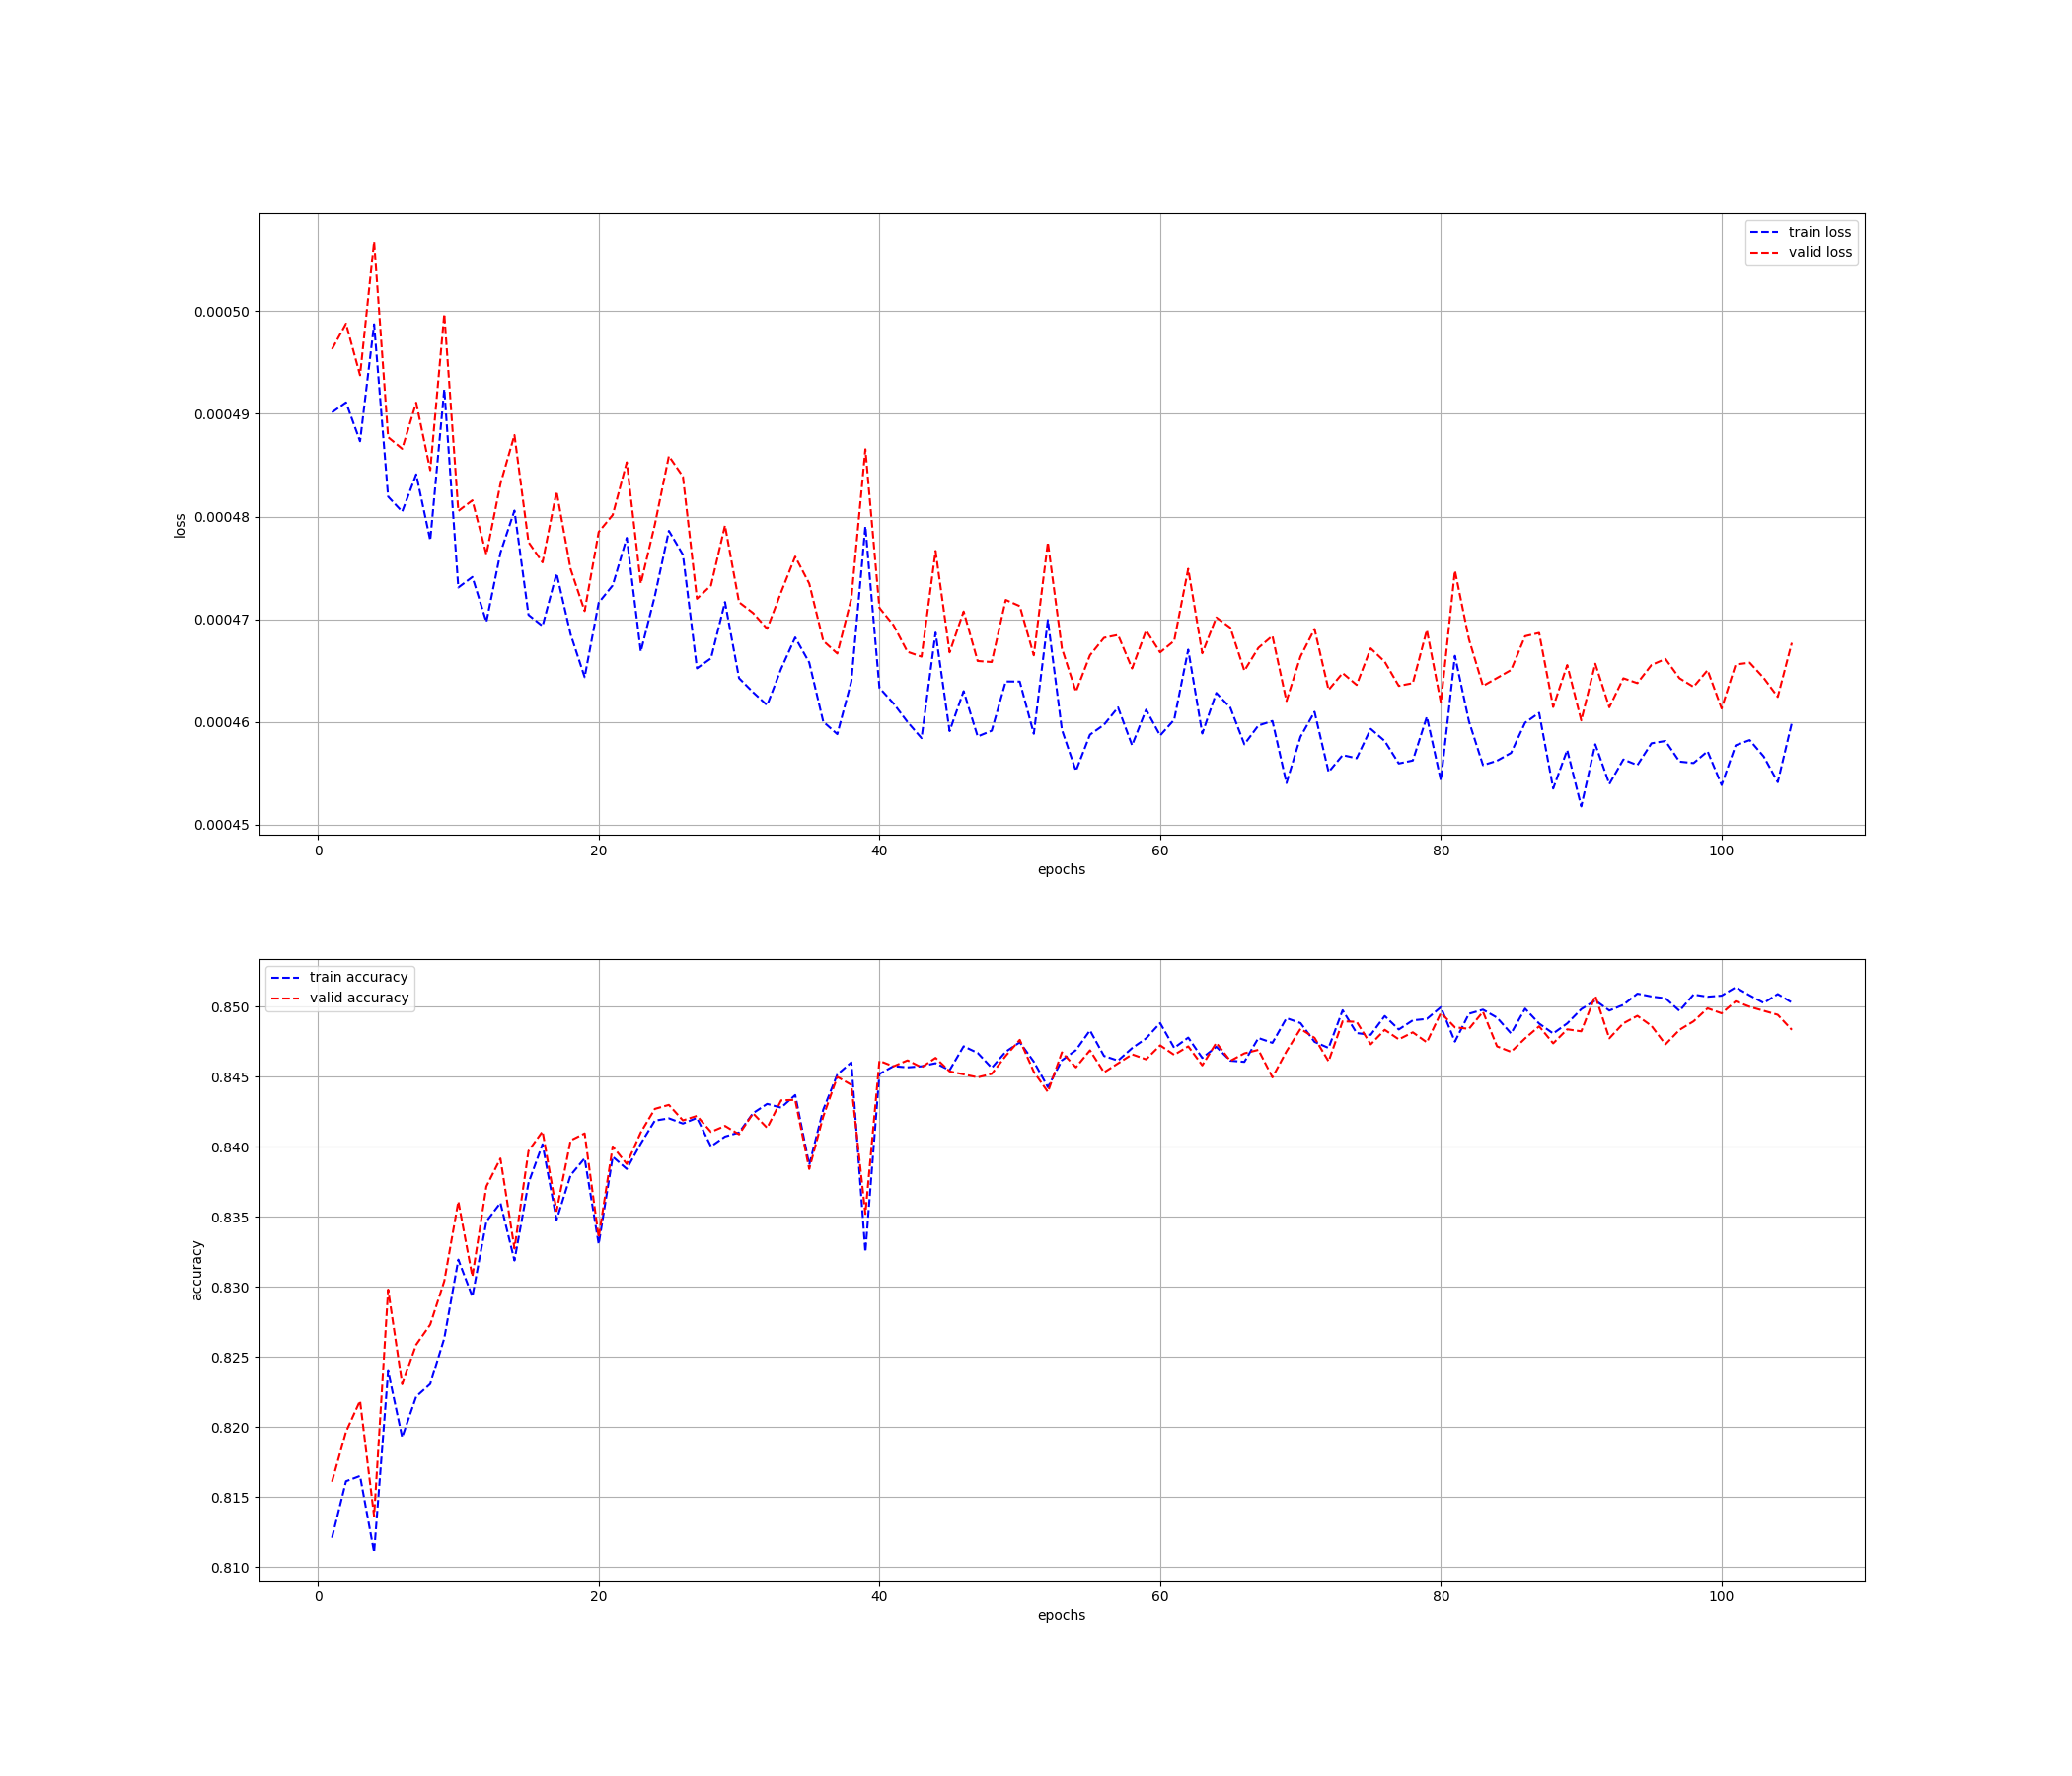 train loss
valid loss
0.00050
0.00049
0.00048
0.00047
0.00046
0.00045
loss
0 20 40 60 80 100
epochs
train accuracy
valid accuracy
0.850
0.845
0.840
0.835
0.830
0.825
0.820
0.815
0.810
accuracy
0 20 40 60 80 100
epochs